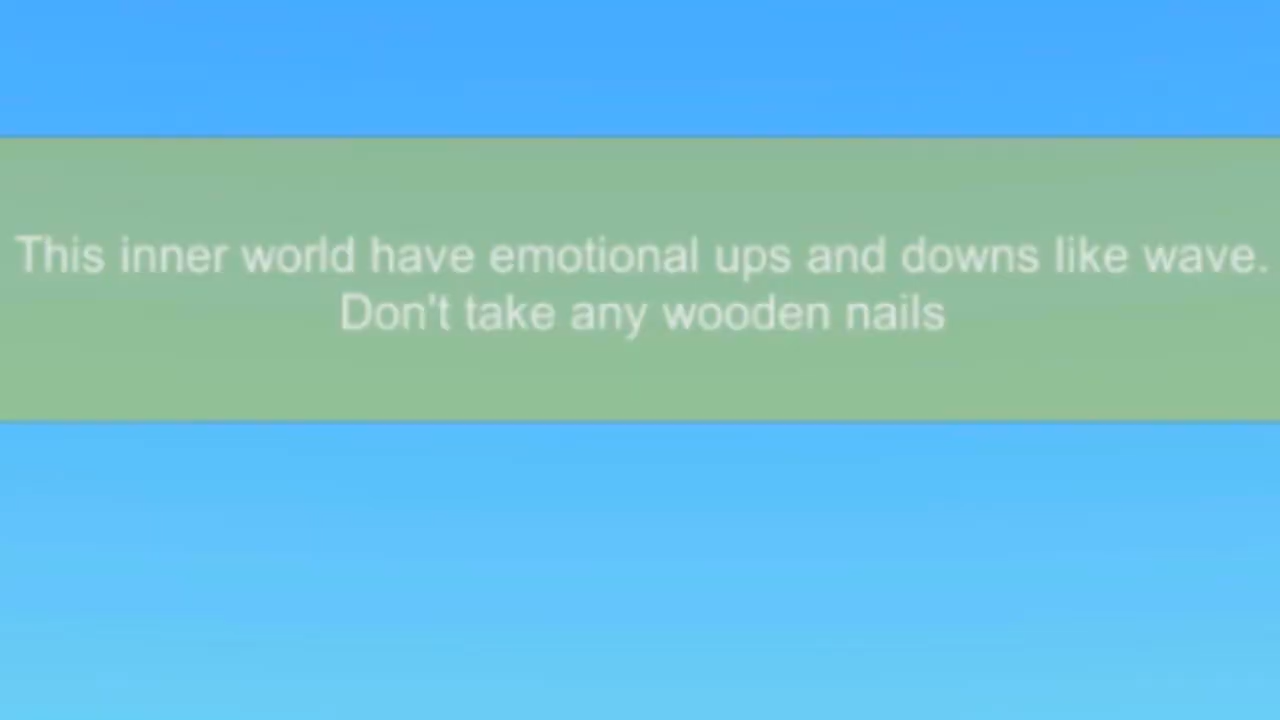 This inner world have emotional ups and downs like wave.
Don't take any wooden nails